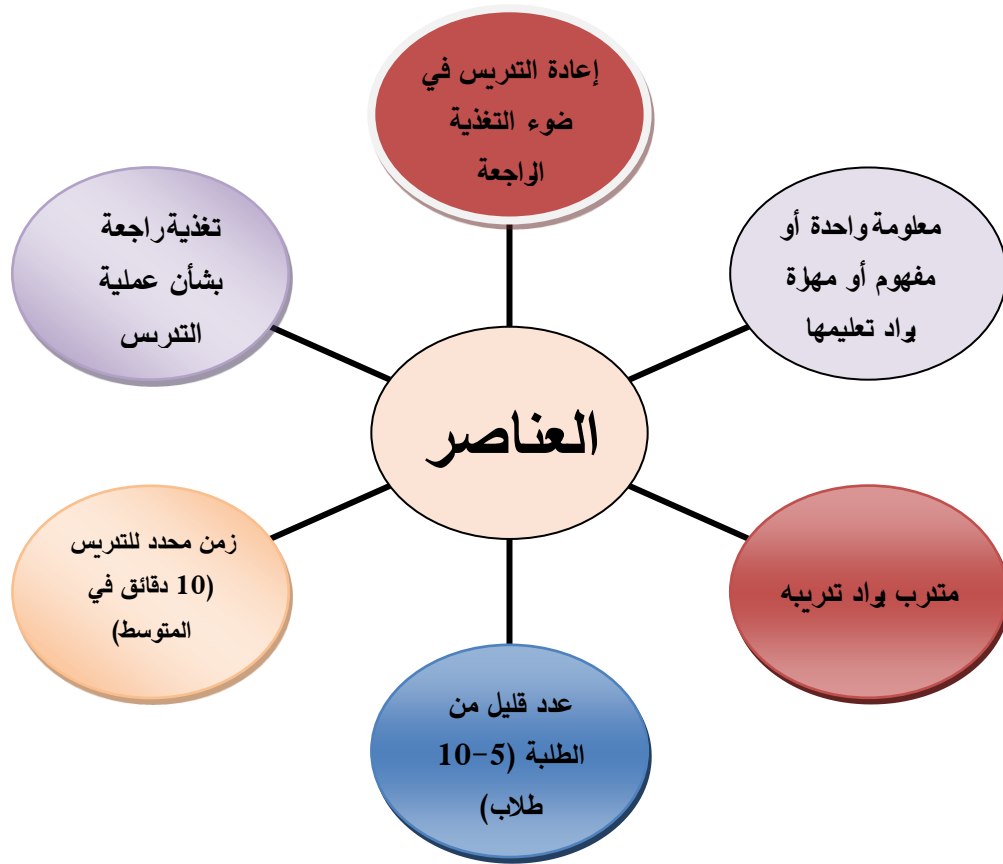 إعادة التدريس في
ضوء التغذية
الراجعة
معلومة واحدة أو
مفهوم أو مهارة
يراد تعليمها
متدرب يراد تدريبه
عدد قليل من
الطلبة (5-10
طلاب)
زمن محدد للتدريس
(10 دقائق في
المتوسط)
تغذية راجعة
بشأن عملية
التدريس
العناصر